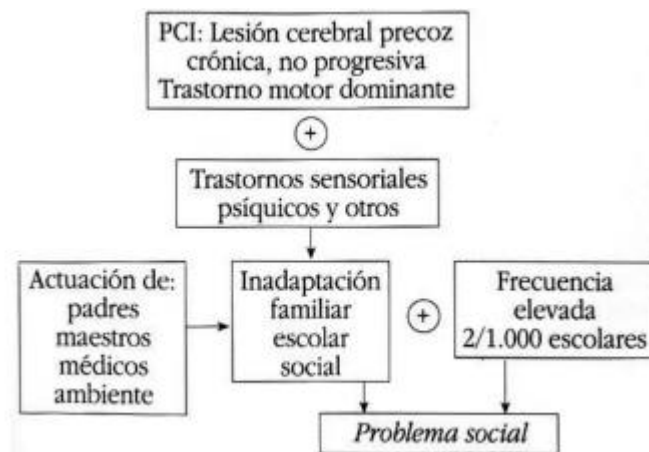 PCI: Lesión cerebral precoz
crónica, no progresiva
Trastorno motor dominante
+
Trastornos sensoriales
psíquicos y otros
Actuación de:
padres
maestros
médicos
ambiente
Inadaptación
familiar
escolar
social
+
Frecuencia
elevada
2/1.000 escolares
Problema social